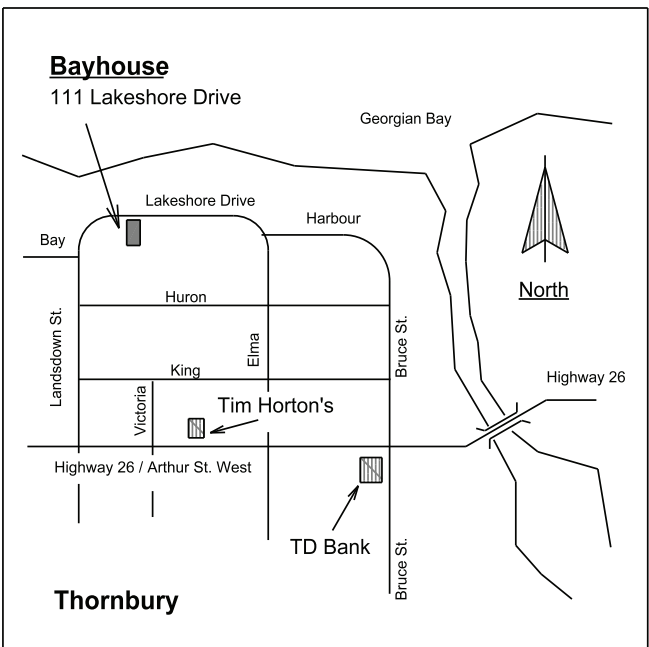 Bayhouse
111 Lakeshore Drive
Georgian Bay
Lakeshore Drive
Harbour
Bay
North
Huron
Landsdown St.
Elma
Bruce St.
King
Highway 26
Victoria
Tim Horton's
Highway 26 / Arthur St. West
TD Bank
Bruce St.
Thornbury